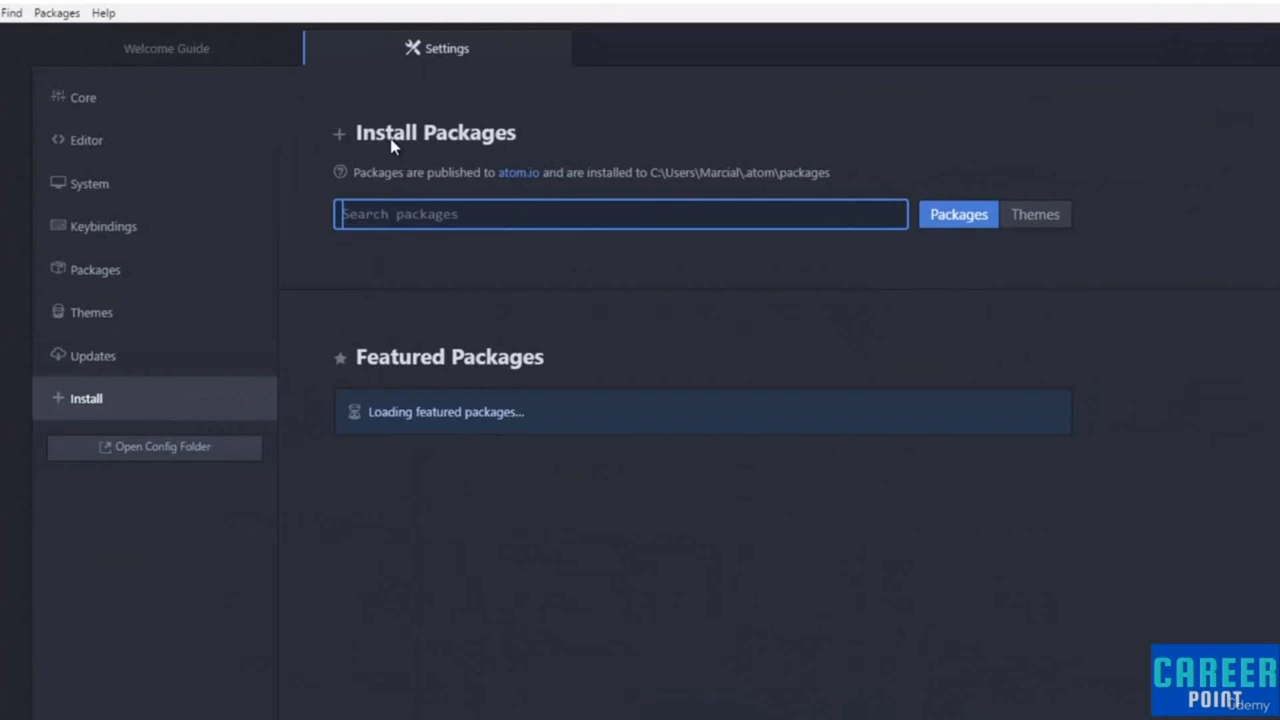 Find Packages Help
Welcome Guide
Settings
Core
Editor
System
Keybindings
Packages
Themes
Updates
Install
Open Config Folder
Install Packages
Packages are published to atom.io and are installed to C:\Users\Marcial\.atom\packages
Search packages
Packages Themes
Featured Packages
Loading featured packages...
CAREER
POINT
Udemy